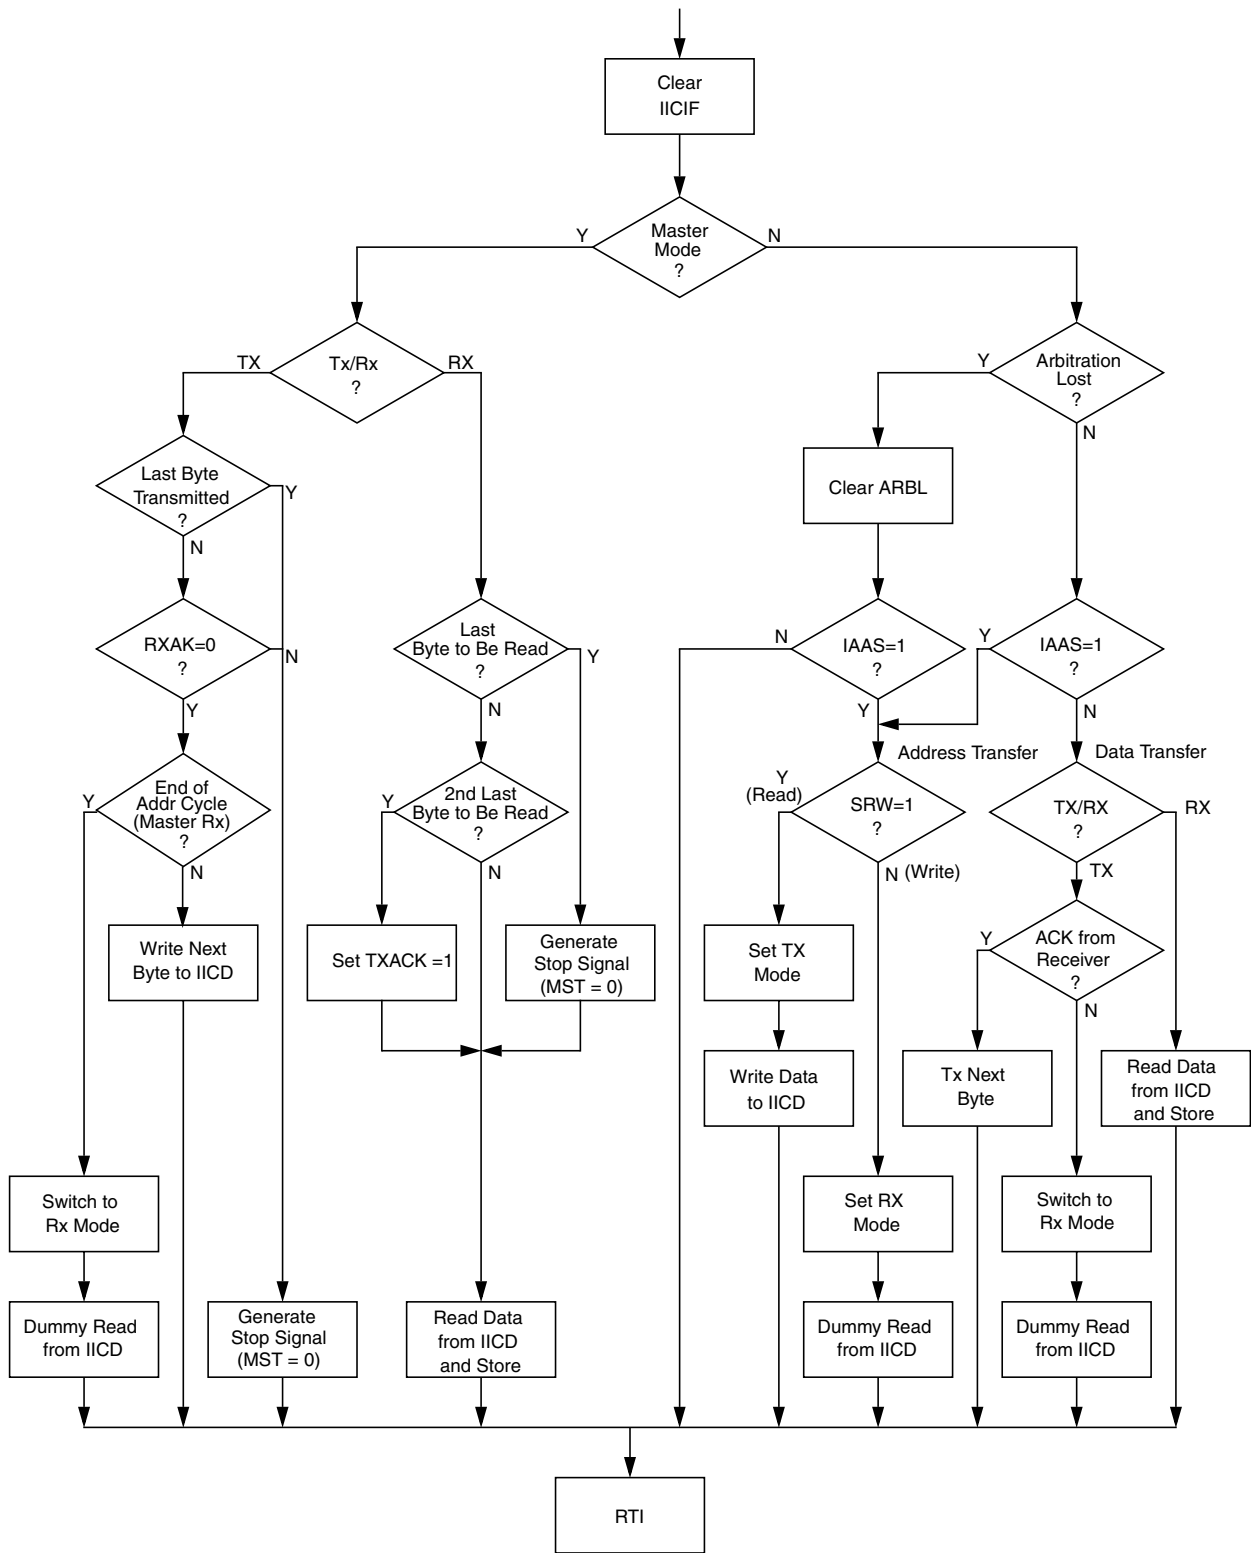 Clear
IICIF
Master
Mode
?
Y
N
Tx/Rx
?
TX
RX
Arbitration
Lost
?
Y
N
Last Byte
Transmitted
?
Y
N
Clear ARBL
RXAK=0
?
N
Y
Last
Byte to Be Read
?
Y
N
IAAS=1
?
N
Y
IAAS=1
?
Y
N
Address Transfer
Data Transfer
End of
Addr Cycle
(Master Rx)
?
Y
N
2nd Last
Byte to Be Read
?
Y
N
Y
(Read)
SRW=1
?
N (Write)
TX/RX
?
RX
TX
Write Next
Byte to IICD
Set TXACK =1
Generate
Stop Signal
(MST = 0)
Set TX
Mode
ACK from
Receiver
?
Y
N
Write Data
to IICD
Tx Next
Byte
Read Data
from IICD
and Store
Switch to
Rx Mode
Set RX
Mode
Switch to
Rx Mode
Dummy Read
from IICD
Generate
Stop Signal
(MST = 0)
Read Data
from IICD
and Store
Dummy Read
from IICD
Dummy Read
from IICD
RTI